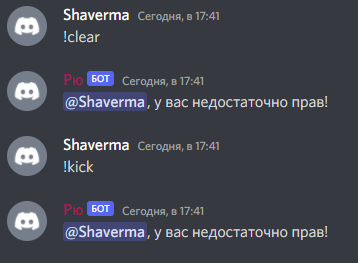 Shaverma Сегодня, в 17:41
!clear
Рю БОТ Сегодня, в 17:41
@Shaverma, у вас недостаточно прав!
Shaverma Сегодня, в 17:41
!kick
Рю БОТ Сегодня, в 17:41
@Shaverma, у вас недостаточно прав!